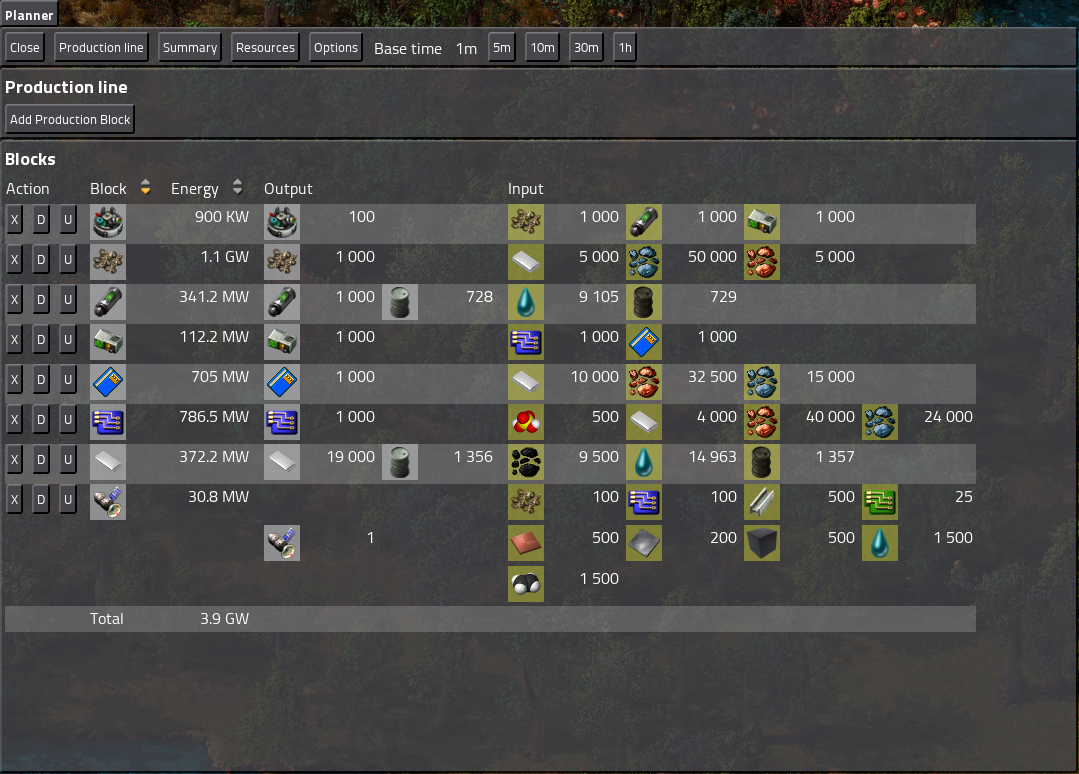 Planner
Close Production line Summary Resources Options Base time 1m 5m 10m 30m 1h
Production line
Add Production Block
Blocks
Action Block Energy Output Input
X D U 900 KW 100 1 000 1 000 1 000
X D U 1.1 GW 1 000 5 000 50 000 5 000
X D U 341.2 MW 1 000 728 9 105 729
X D U 112.2 MW 1 000 1 000 1 000
X D U 705 MW 1 000 10 000 32 500 15 000
X D U 786.5 MW 1 000 500 4 000 40 000 24 000
X D U 372.2 MW 19 000 1 356 9 500 14 963 1 357
X D U 30.8 MW 100 100 500 25
1 500 200 500 1 500
1 500
Total 3.9 GW